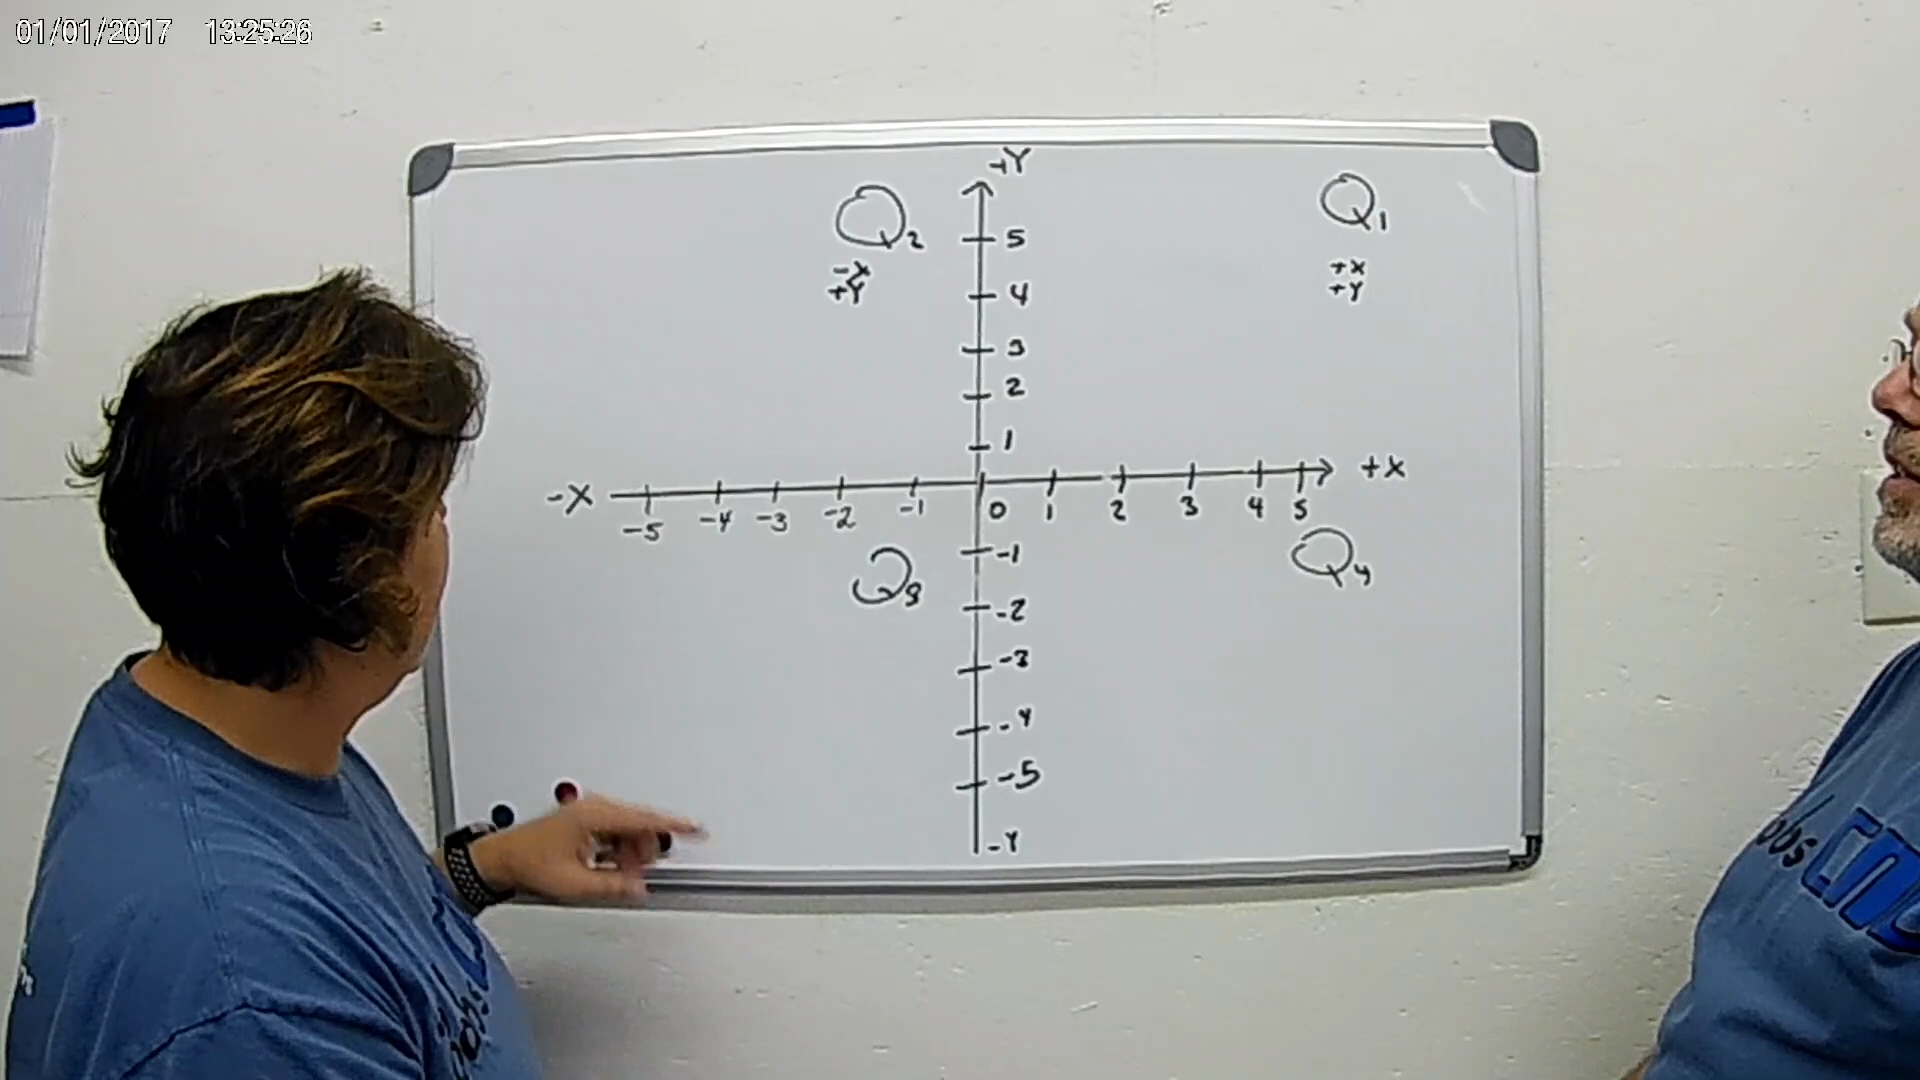 01/01/2017 13:25:26
+Y
Q2
Q1
5
-X
+Y
+X
+Y
4
3
2
1
-X
+X
-5 -4 -3 -2 -1 0 1 2 3 4 5
Q3
Q4
-1
-2
-3
-4
-5
-Y